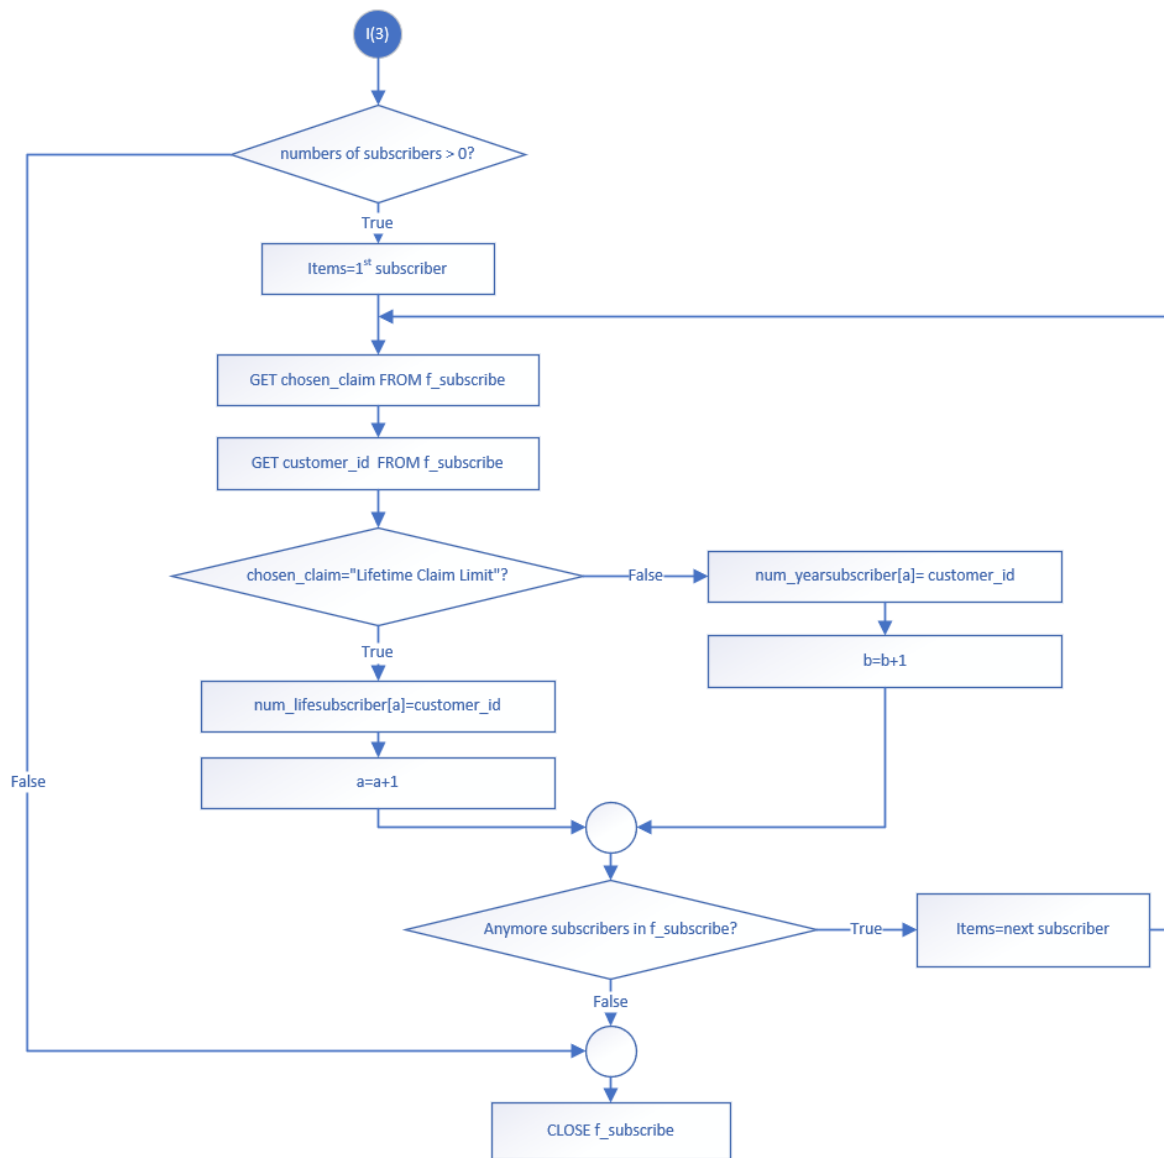 I(3)
numbers of subscribers > 0?
True
Items=1st subscriber
GET chosen_claim FROM f_subscribe
GET customer_id FROM f_subscribe
chosen_claim="Lifetime Claim Limit"?
False
num_yearsubscriber[a]= customer_id
b=b+1
True
num_lifesubscriber[a]=customer_id
a=a+1
False
Anymore subscribers in f_subscribe?
True
Items=next subscriber
False
CLOSE f_subscribe